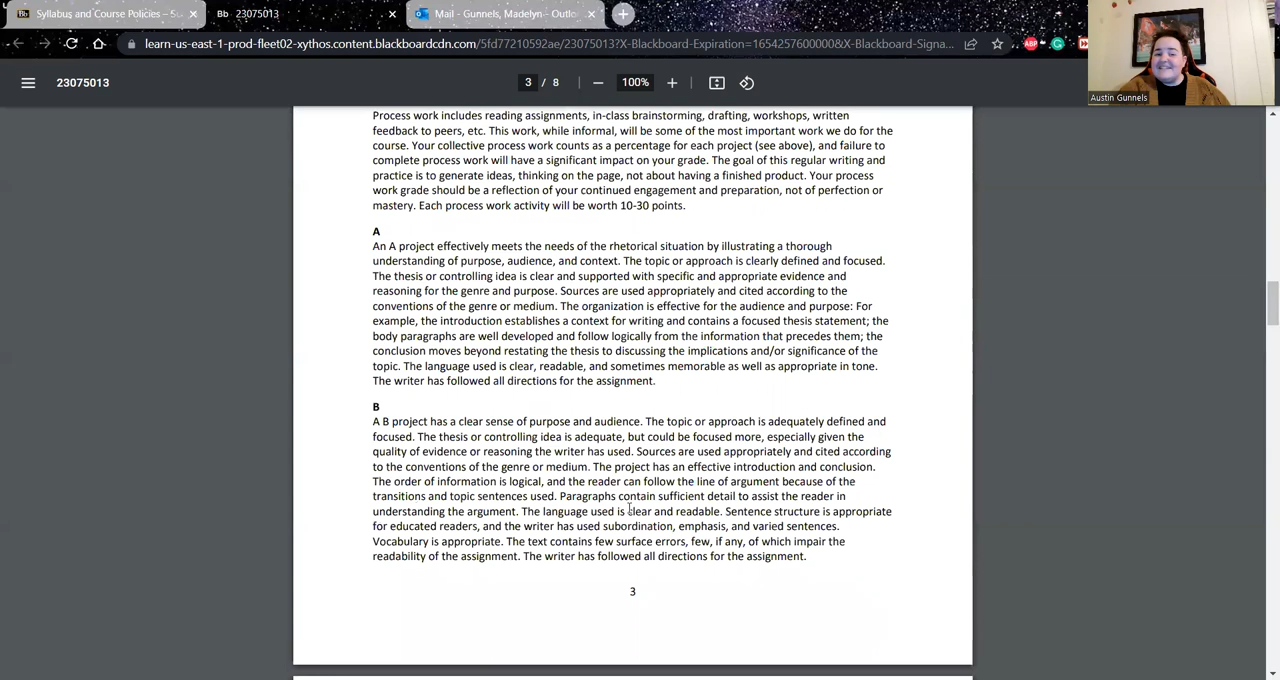 Syllabus and Course Policies – Su
23075013
Mail - Gunnels, Madelyn - Outlo
learn-us-east-1-prod-fleet02-xythos.content.blackboardcdn.com/5fd77210592ae/23075013?X-Blackboard-Expiration=1654257600000&X-Blackboard-Signa...
ABP
23075013
3 / 8
100%
Austin Gunnels
Process work includes reading assignments, in-class brainstorming, drafting, workshops, written
feedback to peers, etc. This work, while informal, will be some of the most important work we do for the
course. Your collective process work counts as a percentage for each project (see above), and failure to
complete process work will have a significant impact on your grade. The goal of this regular writing and
practice is to generate ideas, thinking on the page, not about having a finished product. Your process
work grade should be a reflection of your continued engagement and preparation, not of perfection or
mastery. Each process work activity will be worth 10-30 points.
A
An A project effectively meets the needs of the rhetorical situation by illustrating a thorough
understanding of purpose, audience, and context. The topic or approach is clearly defined and focused.
The thesis or controlling idea is clear and supported with specific and appropriate evidence and
reasoning for the genre and purpose. Sources are used appropriately and cited according to the
conventions of the genre or medium. The organization is effective for the audience and purpose: For
example, the introduction establishes a context for writing and contains a focused thesis statement; the
body paragraphs are well developed and follow logically from the information that precedes them; the
conclusion moves beyond restating the thesis to discussing the implications and/or significance of the
topic. The language used is clear, readable, and sometimes memorable as well as appropriate in tone.
The writer has followed all directions for the assignment.
B
A B project has a clear sense of purpose and audience. The topic or approach is adequately defined and
focused. The thesis or controlling idea is adequate, but could be focused more, especially given the
quality of evidence or reasoning the writer has used. Sources are used appropriately and cited according
to the conventions of the genre or medium. The project has an effective introduction and conclusion.
The order of information is logical, and the reader can follow the line of argument because of the
transitions and topic sentences used. Paragraphs contain sufficient detail to assist the reader in
understanding the argument. The language used is clear and readable. Sentence structure is appropriate
for educated readers, and the writer has used subordination, emphasis, and varied sentences.
Vocabulary is appropriate. The text contains few surface errors, few, if any, of which impair the
readability of the assignment. The writer has followed all directions for the assignment.
3